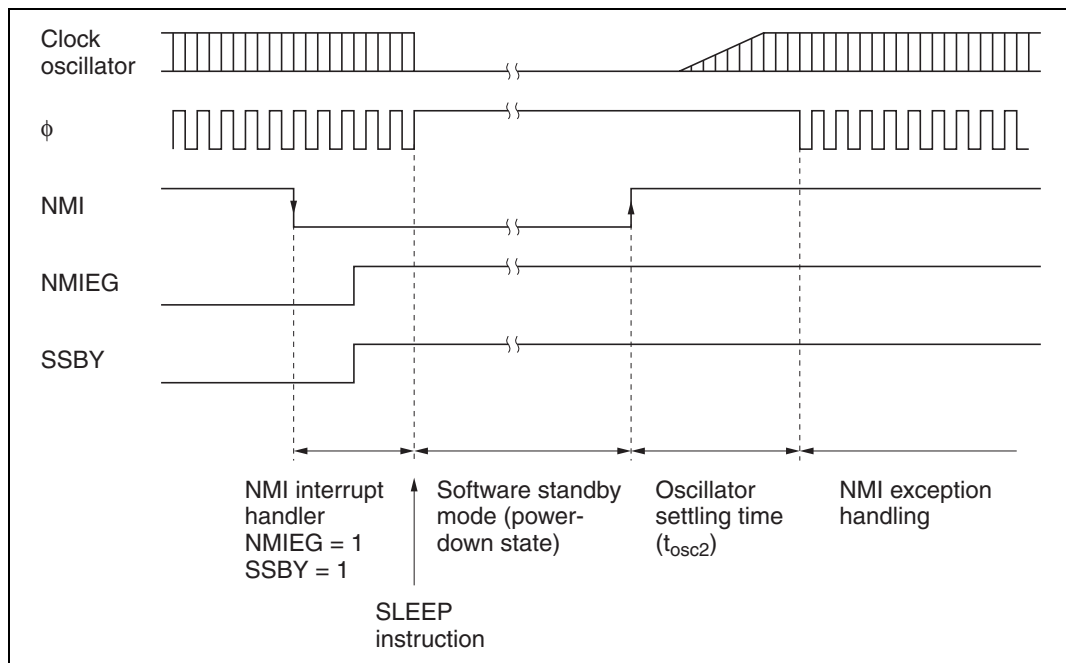 Clock
oscillator
ϕ
NMI
NMIEG
SSBY
NMI interrupt
handler
NMIEG = 1
SSBY = 1
Software standby
mode (power-
down state)
Oscillator
settling time
(tosc2)
NMI exception
handling
SLEEP
instruction